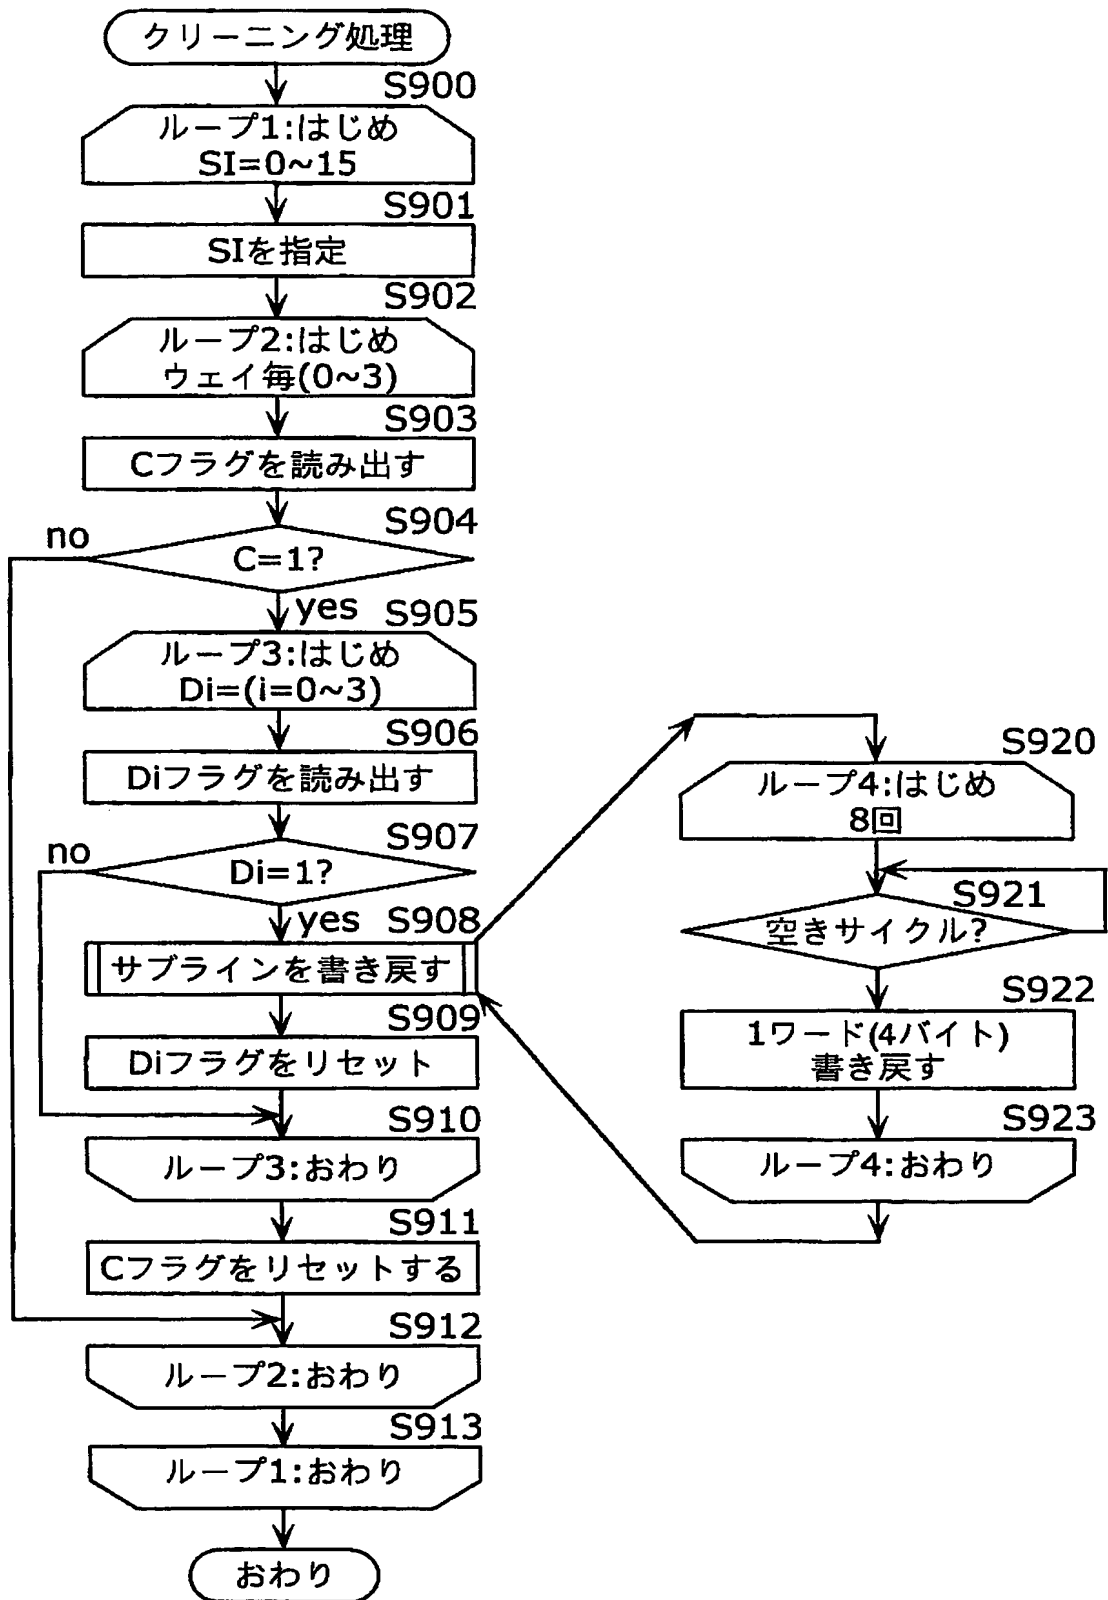 クリーニング処理
S900
ループ1:はじめ
SI=0~15
S901
SIを指定
S902
ループ2:はじめ
ウェイ毎(0~3)
S903
Cフラグを読み出す
S904
no
C=1?
yes
S905
ループ3:はじめ
Di=(i=0~3)
S906
Diフラグを読み出す
S907
no
Di=1?
yes
S908
サブラインを書き戻す
S909
Diフラグをリセット
S910
ループ3:おわり
S911
Cフラグをリセットする
S912
ループ2:おわり
S913
ループ1:おわり
おわり
S920
ループ4:はじめ
8回
S921
空きサイクル?
S922
1ワード(4バイト)
書き戻す
S923
ループ4:おわり